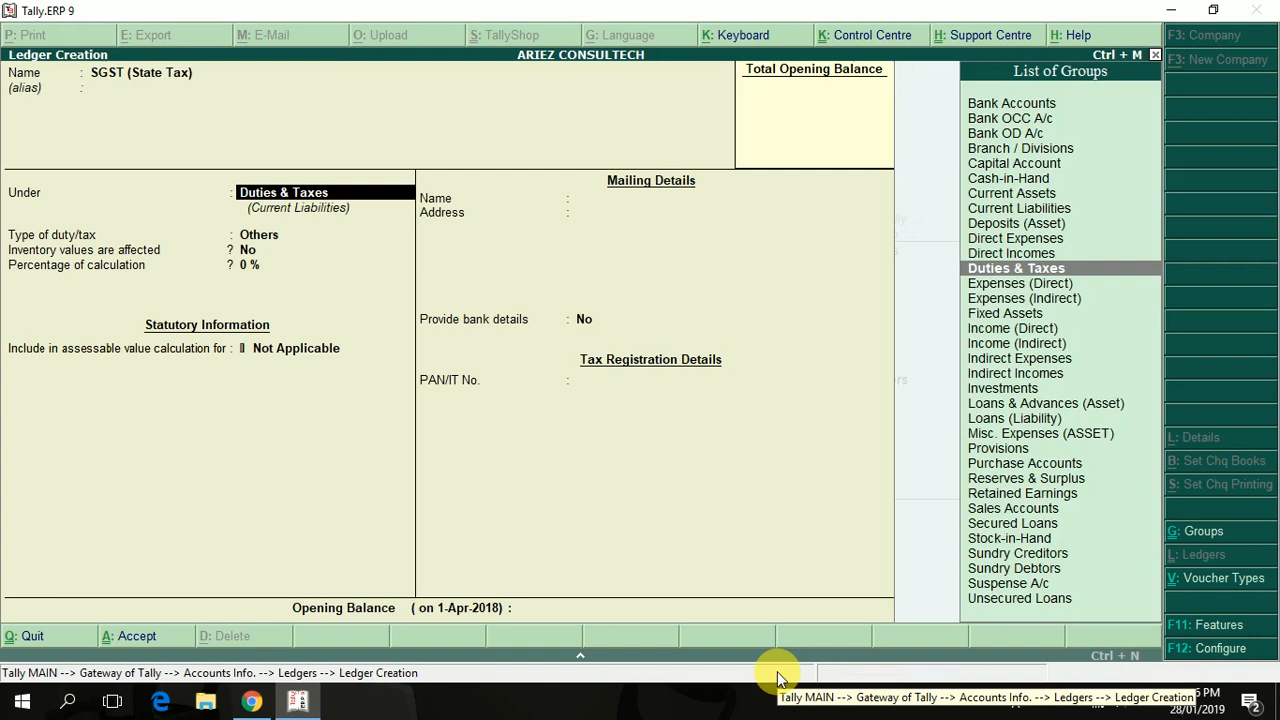 Tally.ERP 9
P: Print E: Export M: E-Mail O: Upload S: TallyShop G: Language K: Keyboard K: Control Centre H: Support Centre H: Help
F3: Company
F3: New Company
Ledger Creation ARIEZ CONSULTECH Ctrl + M
Name : SGST (State Tax)
(alias) :
Total Opening Balance
Under : Duties & Taxes
(Current Liabilities)
Type of duty/tax : Others
Inventory values are affected ? No
Percentage of calculation ? 0 %
Statutory Information
Include in assessable value calculation for : Not Applicable
Mailing Details
Name :
Address :
Provide bank details : No
Tax Registration Details
PAN/IT No. :
Opening Balance ( on 1-Apr-2018) :
List of Groups
Bank Accounts
Bank OCC A/c
Bank OD A/c
Branch / Divisions
Capital Account
Cash-in-Hand
Current Assets
Current Liabilities
Deposits (Asset)
Direct Expenses
Direct Incomes
Duties & Taxes
Expenses (Direct)
Expenses (Indirect)
Fixed Assets
Income (Direct)
Income (Indirect)
Indirect Expenses
Indirect Incomes
Investments
Loans & Advances (Asset)
Loans (Liability)
Misc. Expenses (ASSET)
Provisions
Purchase Accounts
Reserves & Surplus
Retained Earnings
Sales Accounts
Secured Loans
Stock-in-Hand
Sundry Creditors
Sundry Debtors
Suspense A/c
Unsecured Loans
L: Details
B: Set Chq Books
S: Set Chq Printing
G: Groups
L: Ledgers
V: Voucher Types
F11: Features
F12: Configure
Q: Quit A: Accept D: Delete
Ctrl + N
Tally MAIN --> Gateway of Tally --> Accounts Info. --> Ledgers --> Ledger Creation
Tally MAIN --> Gateway of Tally --> Accounts Info. --> Ledgers --> Ledger Creation
PM
28/01/2019
2